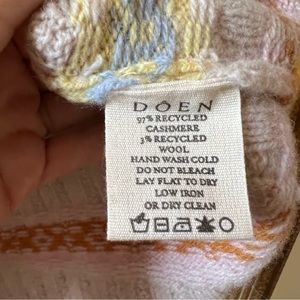 DÔEN
97% RECYCLED
CASHMERE
3% RECYCLED
WOOL
HAND WASH COLD
DO NOT BLEACH
LAY FLAT TO DRY
LOW IRON
OR DRY CLEAN